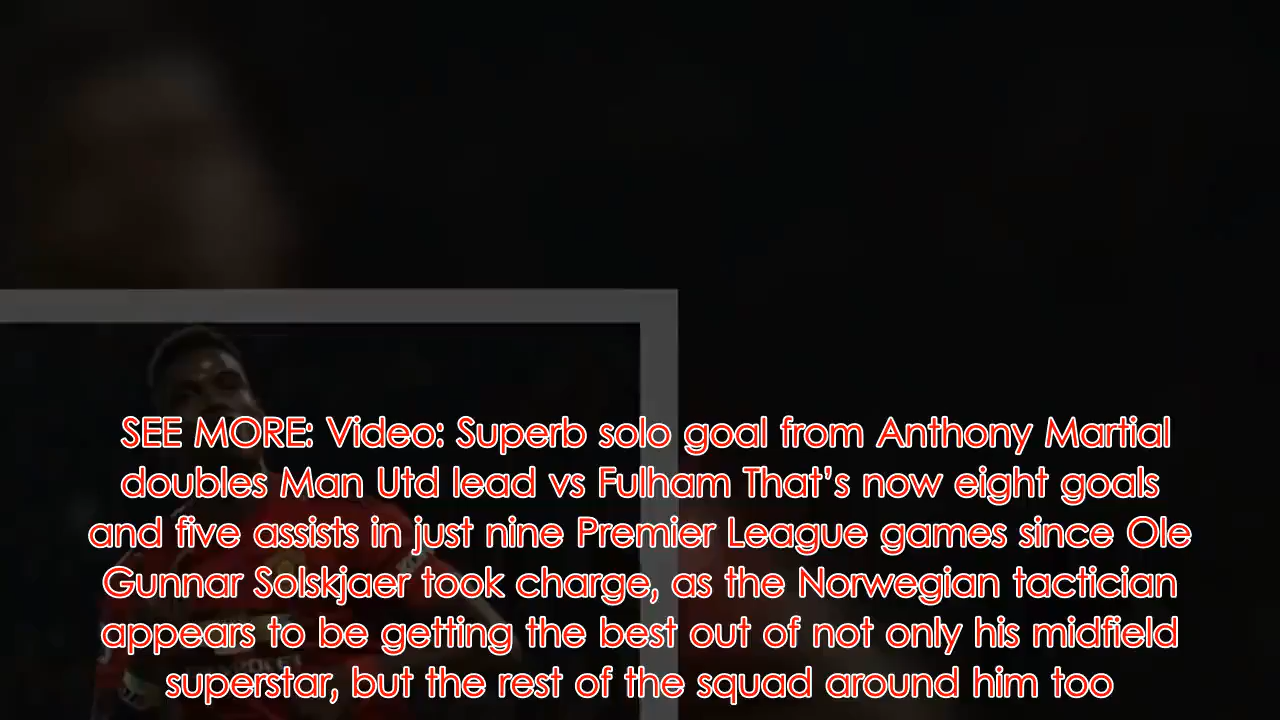 SEE MORE: Video: Superb solo goal from Anthony Martial
doubles Man Utd lead vs Fulham That's now eight goals
and five assists in just nine Premier League games since Ole
Gunnar Solskjaer took charge, as the Norwegian tactician
appears to be getting the best out of not only his midfield
superstar, but the rest of the squad around him too
CHEVROLET